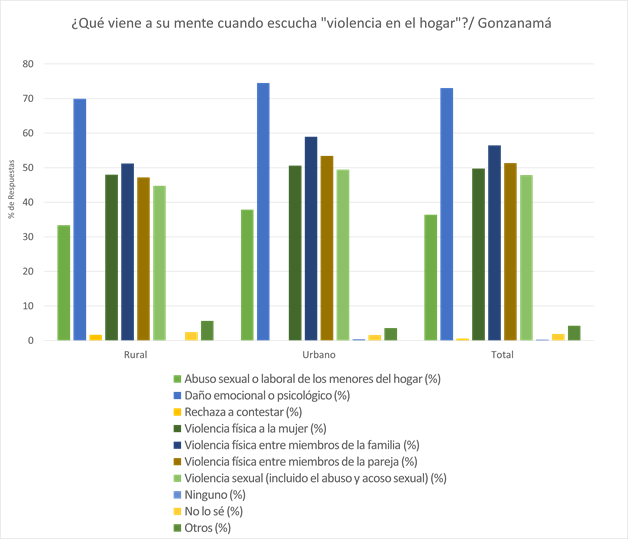 ¿Qué viene a su mente cuando escucha "violencia en el hogar"?/ Gonzanamá
80
70
60
50
40
30
20
10
0
% de Respuestas
Rural
Urbano
Total
Abuso sexual o laboral de los menores del hogar (%)
Daño emocional o psicológico (%)
Rechaza a contestar (%)
Violencia física a la mujer (%)
Violencia física entre miembros de la familia (%)
Violencia física entre miembros de la pareja (%)
Violencia sexual (incluido el abuso y acoso sexual) (%)
Ninguno (%)
No lo sé (%)
Otros (%)